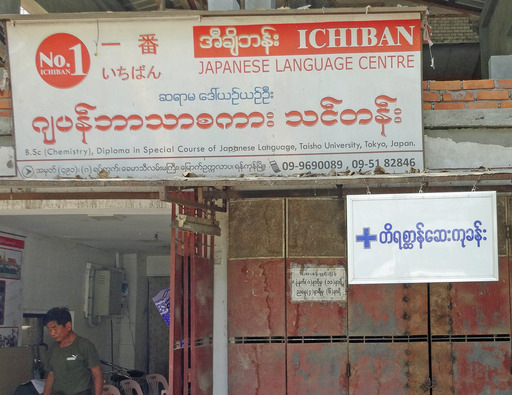 No.1
ICHIBAN
一番
いちばん
အီချိဘန်း ICHIBAN
JAPANESE LANGUAGE CENTRE
ဆရာမ ဒေါ်ယဉ်ယဉ်ဦး
ဂျပန်ဘာသာစကား သင်တန်း
B.Sc (Chemistry), Diploma in Special Course of Japanese Language, Taisho University, Tokyo, Japan.
09-9690089 , 09-51 82846
တိရစ္ဆာန်ဆေးကုခန်း